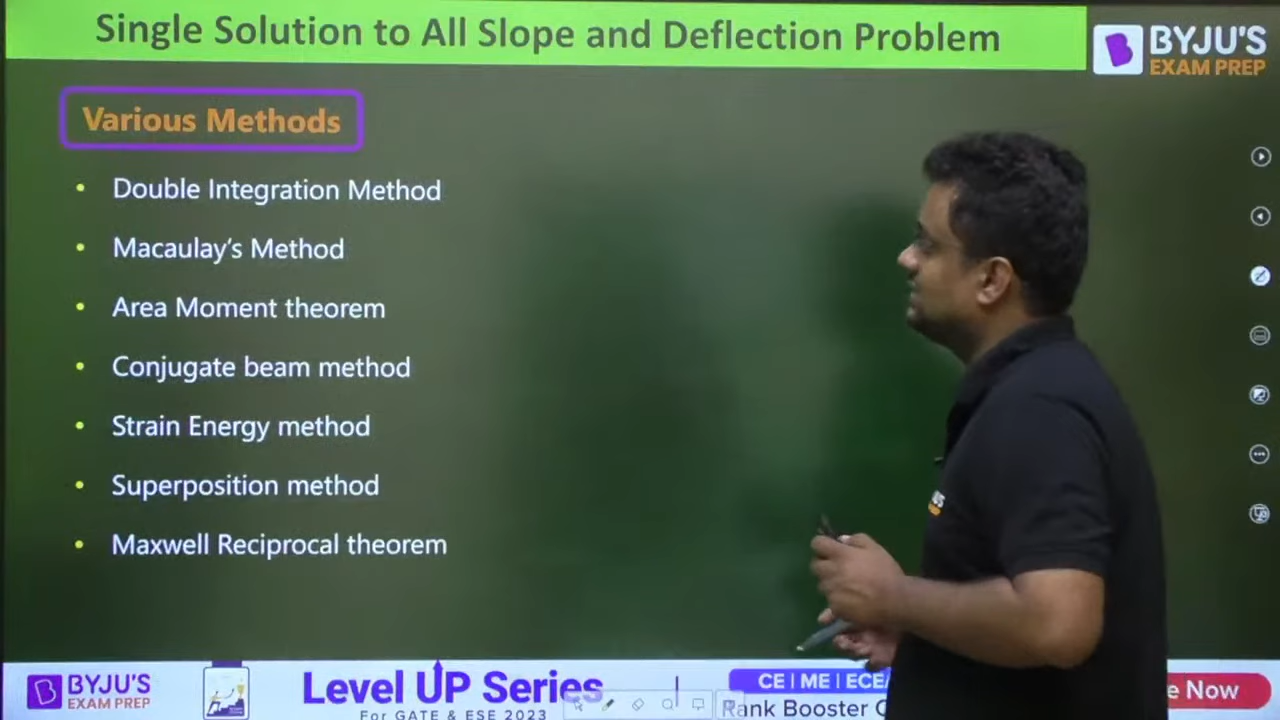 Single Solution to All Slope and Deflection Problem
BYJU'S
EXAM PREP
Various Methods
• Double Integration Method
• Macaulay's Method
• Area Moment theorem
• Conjugate beam method
• Strain Energy method
• Superposition method
• Maxwell Reciprocal theorem
BYJU'S
EXAM PREP
Level UP Series
For GATE & ESE 2023
CE | ME | ECE
Rank Booster
Now